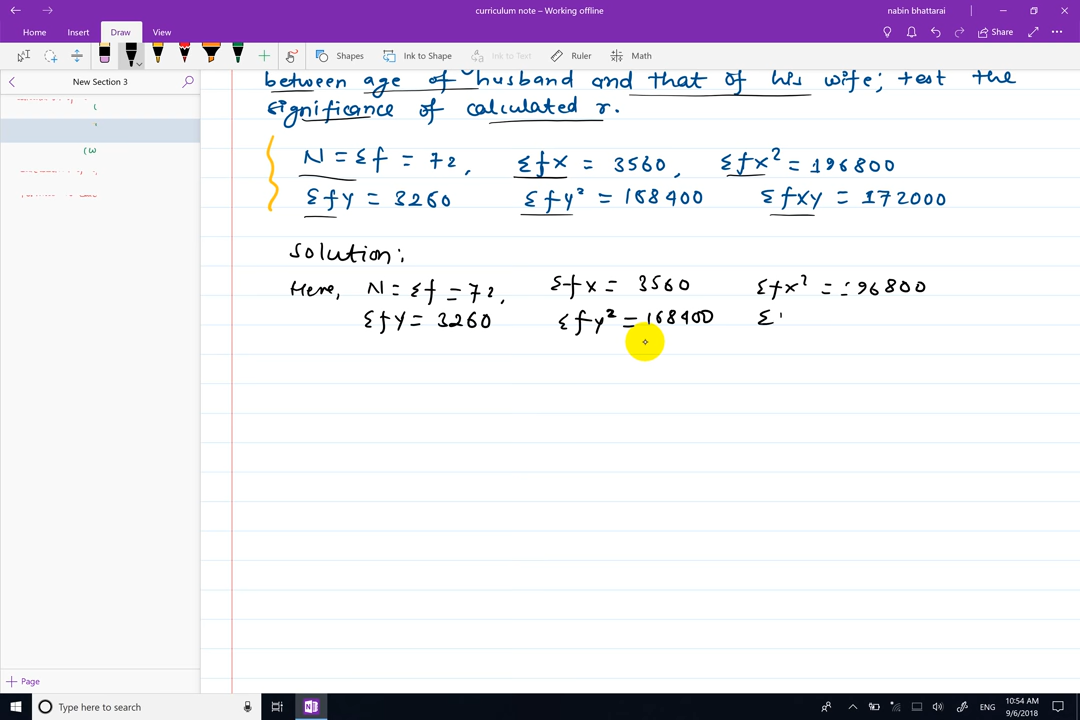 curriculum note – Working offline
nabin bhattarai
Home Insert Draw View
Share
Shapes Ink to Shape Ink to Text Ruler Math
New Section 3
between age of husband and that of his wife; test the
significance of calculated r.
N = Σf = 72, Σfx = 3560, Σfx² = 196800
Σfy = 3260 Σfy² = 168400 Σfxy = 172000
Solution:
Here, N = Σf = 72, Σfx = 3560 Σfx² = 196800
Σfy = 3260 Σfy² = 168400 Σ
Page
Type here to search
ENG
10:54 AM
9/6/2018